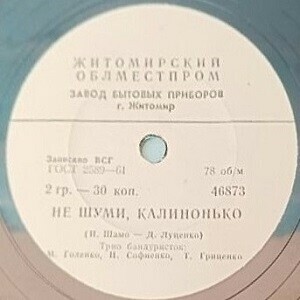 ЖИТОМИРСКИЙ
ОБЛМЕСТПРОМ
ЗАВОД БЫТОВЫХ ПРИБОРОВ
г. Житомир
Записано ВСГ
ГОСТ 5289—61 78 об/м
2 гр. — 30 коп. 46873
НЕ ШУМИ, КАЛИНОНЬКО
(И. Шамо — Д. Луценко)
Трио бандуристок:
М. Голенко, Н. Софиенко, Т. Гриценко